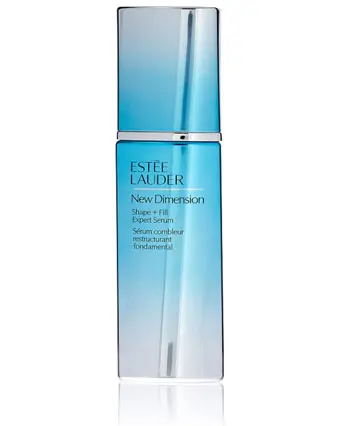 ESTĒE
LAUDER
New Dimension
Shape + Fill
Expert Serum
Sérum combleur
restructurant
fondamental